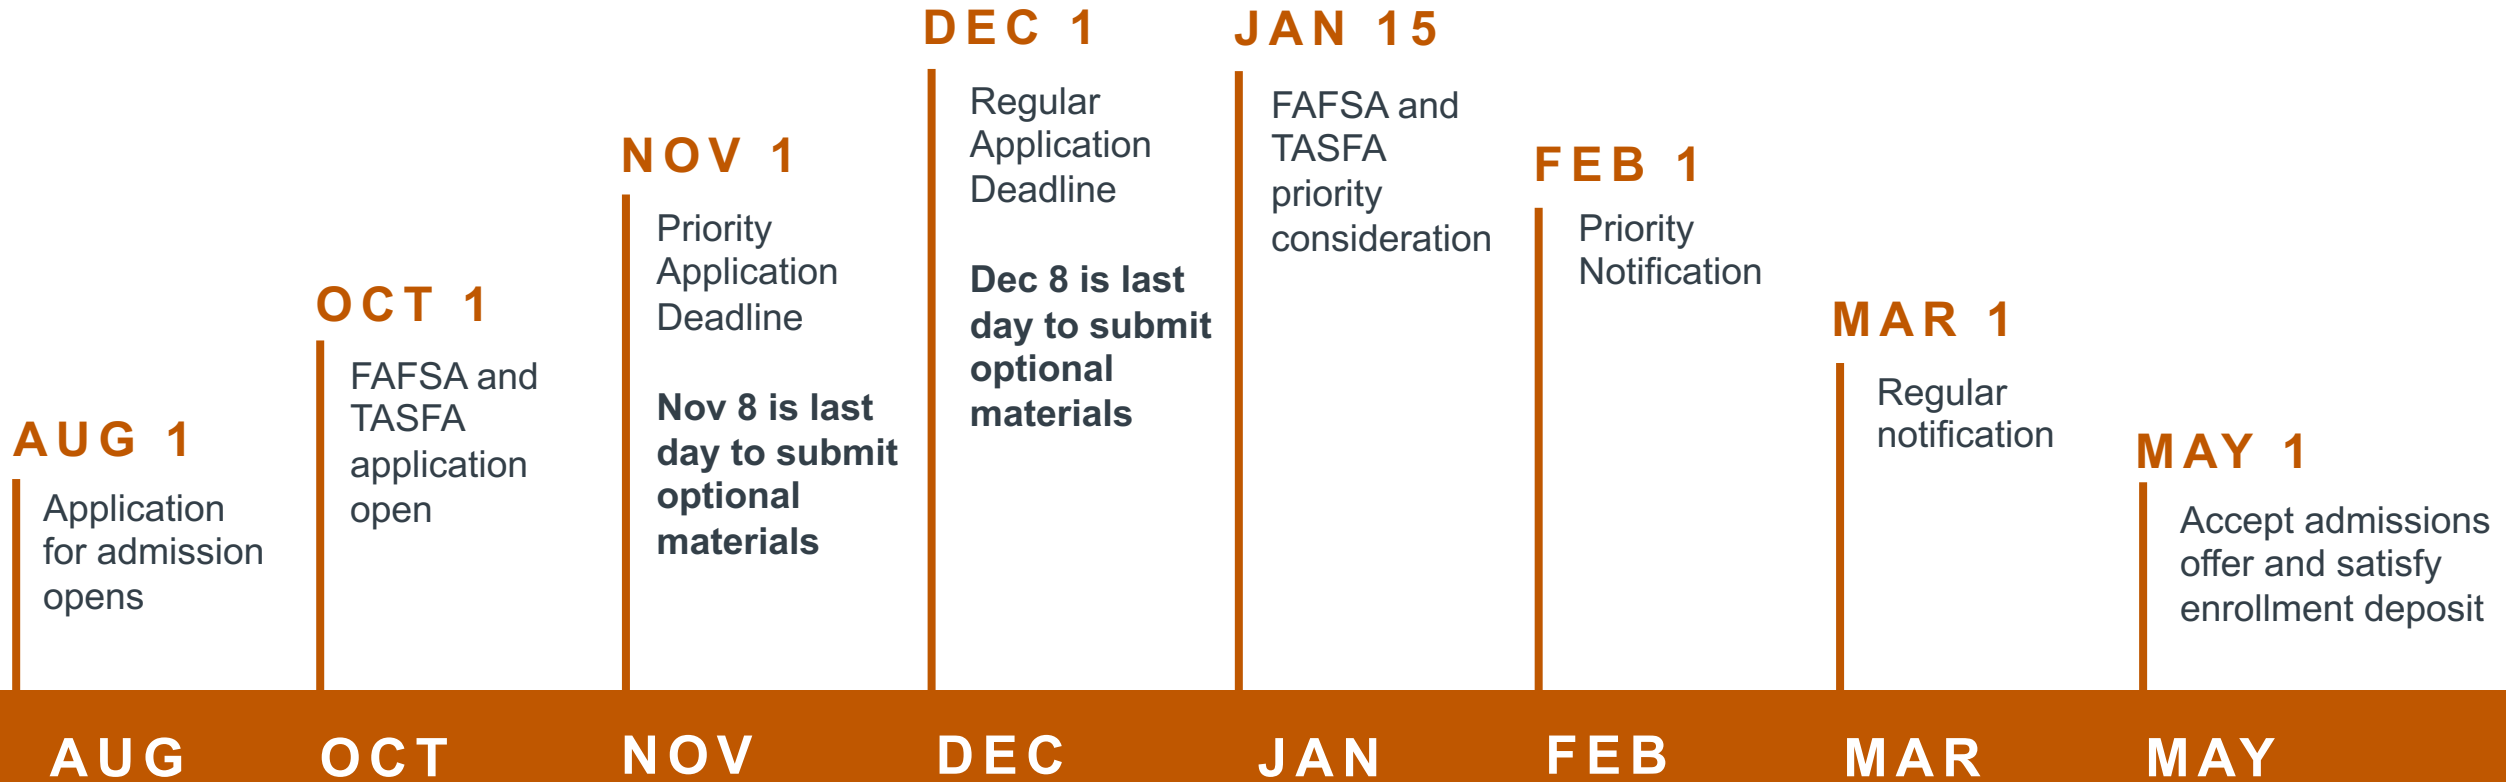 AUG 1
Application
for admission
opens
OCT 1
FAFSA and
TASFA
application
open
NOV 1
Priority
Application
Deadline
Nov 8 is last
day to submit
optional
materials
DEC 1
Regular
Application
Deadline
Dec 8 is last
day to submit
optional
materials
JAN 15
FAFSA and
TASFA
priority
consideration
FEB 1
Priority
Notification
MAR 1
Regular
notification
MAY 1
Accept admissions
offer and satisfy
enrollment deposit
AUG
OCT
NOV
DEC
JAN
FEB
MAR
MAY